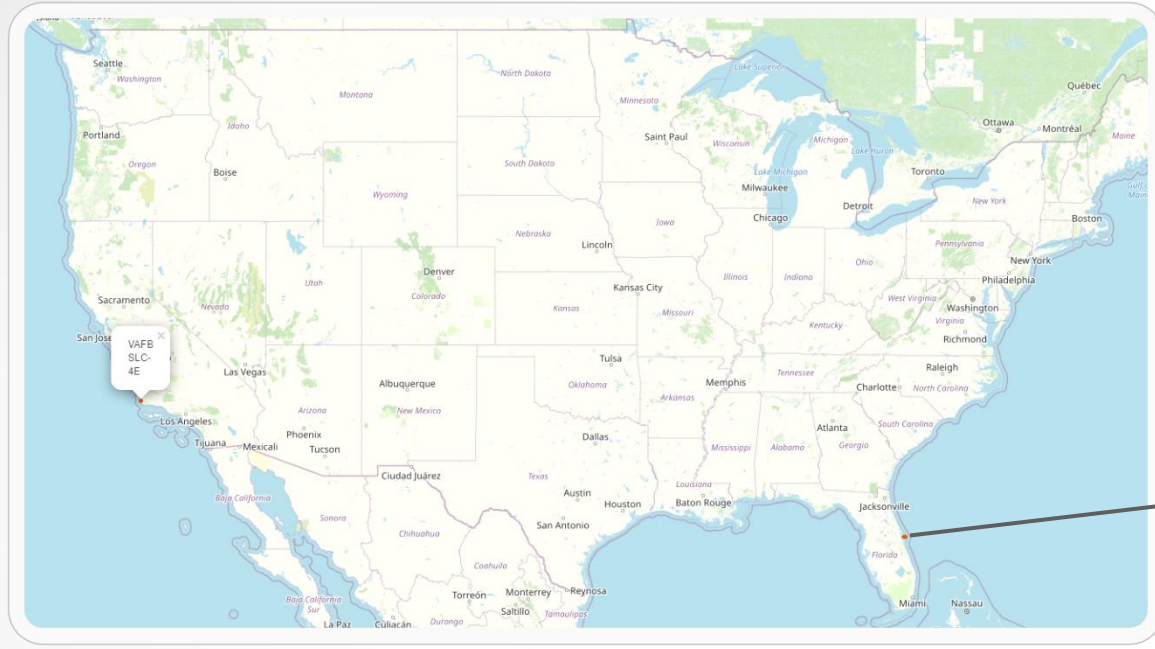 Seattle
Washington
Montana
North Dakota
Lake Superior
Québec
Portland
Idaho
Minnesota
Ottawa
Montréal
Maine
Oregon
Boise
Saint Paul
Wisconsin
Michigan
Lake Huron
South Dakota
Lake Michigan
Toronto
Wyoming
Milwaukee
Detroit
New York
Chicago
Boston
Iowa
Nebraska
Lincoln
Pennsylvania
New York
Ohio
Denver
Utah
Illinois
Indiana
Philadelphia
Kansas City
Sacramento
Nevada
Colorado
Kansas
Missouri
West Virginia
Washington
Virginia
Kentucky
Richmond
San Jose
VAFB
SLC-
4E
×
Las Vegas
Tulsa
Tennessee
Raleigh
Albuquerque
Oklahoma
Memphis
Charlotte
North Carolina
Arkansas
Los Angeles
Arizona
New Mexico
South Carolina
Phoenix
Atlanta
Tijuana
Mexicali
Tucson
Dallas
Mississippi
Alabama
Georgia
Ciudad Juárez
Texas
Louisiana
Baja California
Austin
Houston
Baton Rouge
Jacksonville
Sonora
San Antonio
Chihuahua
Florida
Coahuila
Baja California
Sur
Torreón
Monterrey
Reynosa
Miami
Nassau
Saltillo
Tamaulipas
La Paz
Culiacán
Durango